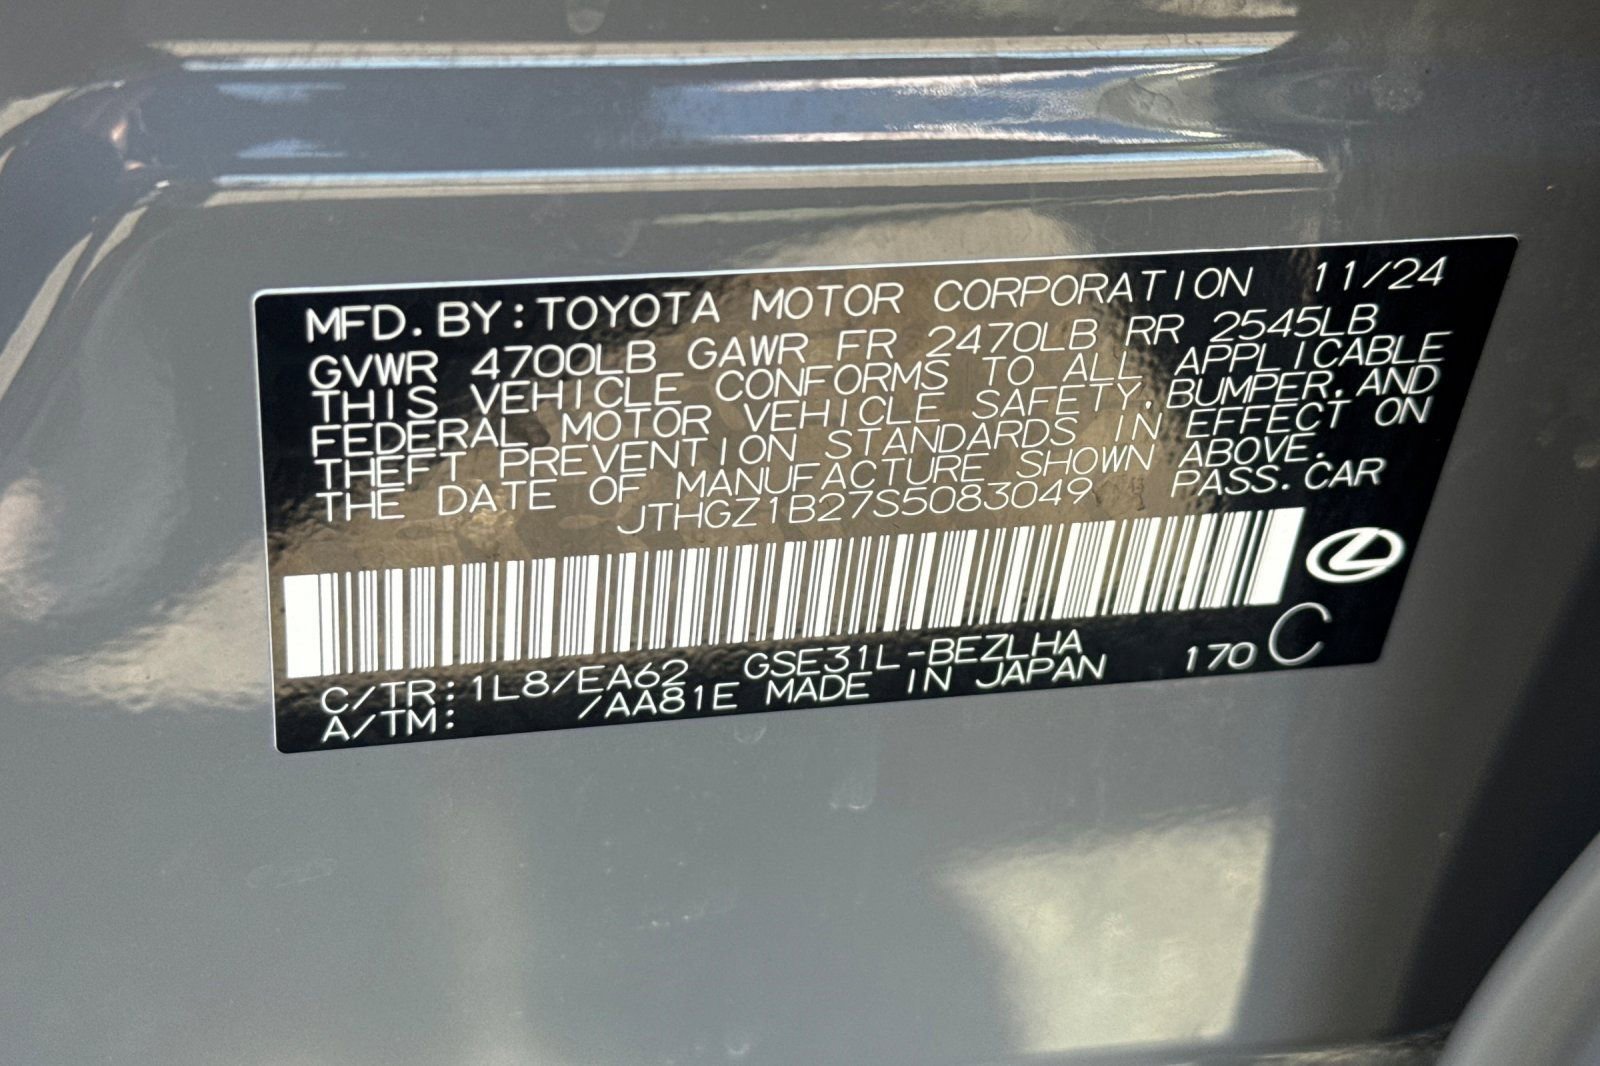 MFD. BY: TOYOTA MOTOR CORPORATION 11/24
GVWR 4700LB GAWR FR 2470LB RR 2545LB
THIS VEHICLE CONFORMS TO ALL APPLICABLE
FEDERAL MOTOR VEHICLE SAFETY, BUMPER, AND
THEFT PREVENTION STANDARDS IN EFFECT ON
THE DATE OF MANUFACTURE SHOWN ABOVE.
JTHGZ1B27S5083049 PASS. CAR
C/TR: 1L8/EA62 GSE31L-BEZLHA
A/TM: /AA81E MADE IN JAPAN 170 C